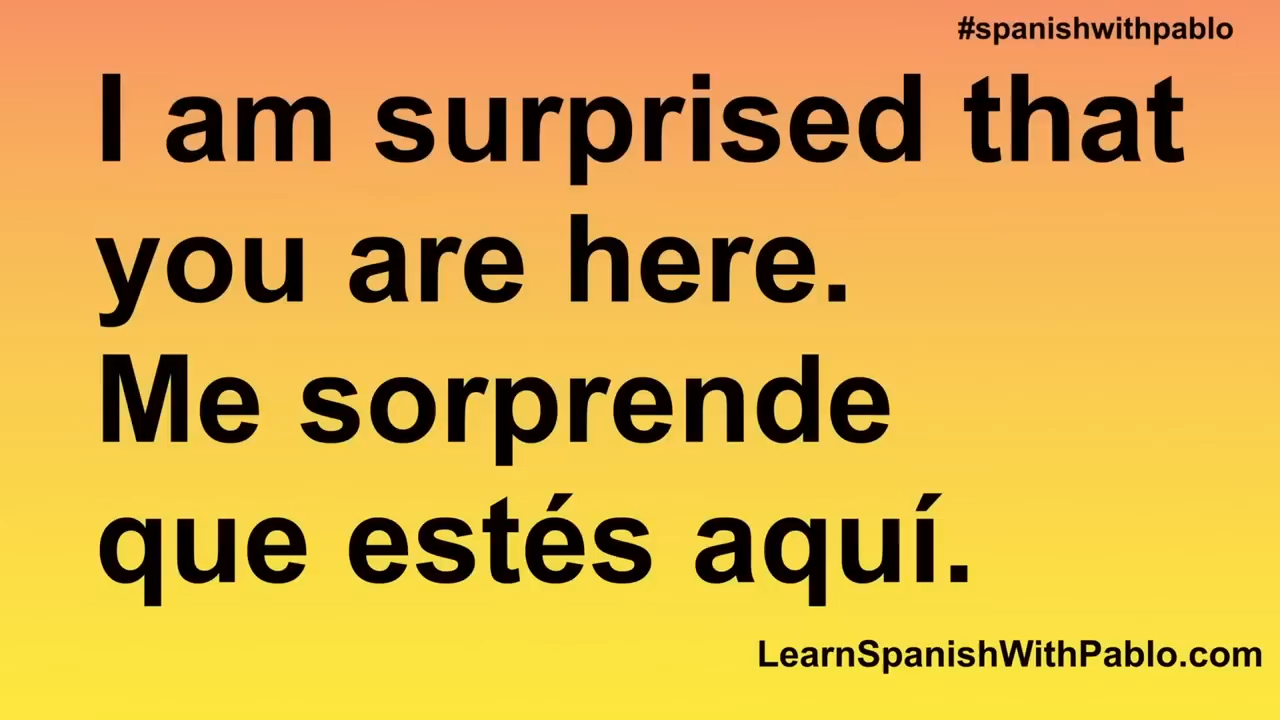 #spanishwithpablo
I am surprised that
you are here.
Me sorprende
que estés aquí.
LearnSpanishWithPablo.com